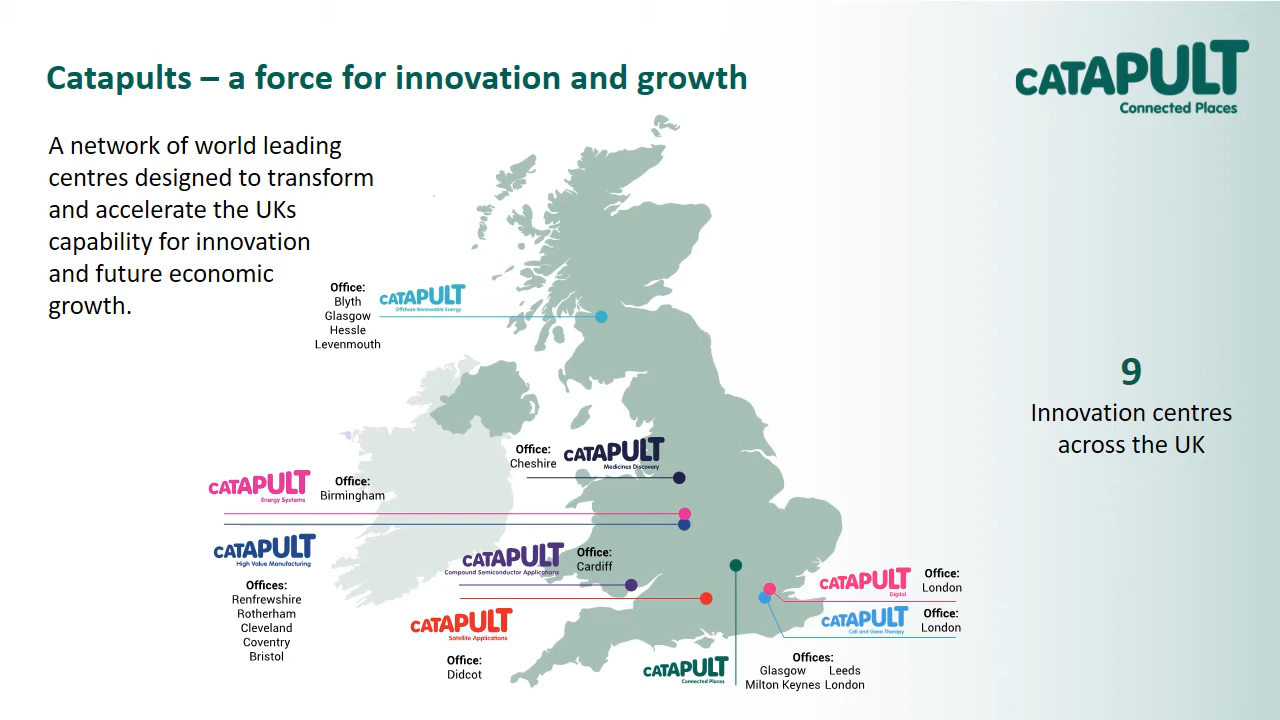 Catapults – a force for innovation and growth
CATAPULT
Connected Places
A network of world leading
centres designed to transform
and accelerate the UKs
capability for innovation
and future economic
growth.
Office:
Blyth
Glasgow
Hessle
Levenmouth
CATAPULT
Offshore Renewable Energy
9
Innovation centres
across the UK
Office:
Cheshire
CATAPULT
Medicines Discovery
CATAPULT
Energy Systems
Office:
Birmingham
CATAPULT
High Value Manufacturing
Offices:
Renfrewshire
Rotherham
Cleveland
Coventry
Bristol
CATAPULT
Compound Semiconductor Applications
Office:
Cardiff
CATAPULT
Satellite Applications
Office:
Didcot
CATAPULT
Digital
Office:
London
CATAPULT
Cell and Gene Therapy
Office:
London
CATAPULT
Connected Places
Offices:
Glasgow Leeds
Milton Keynes London